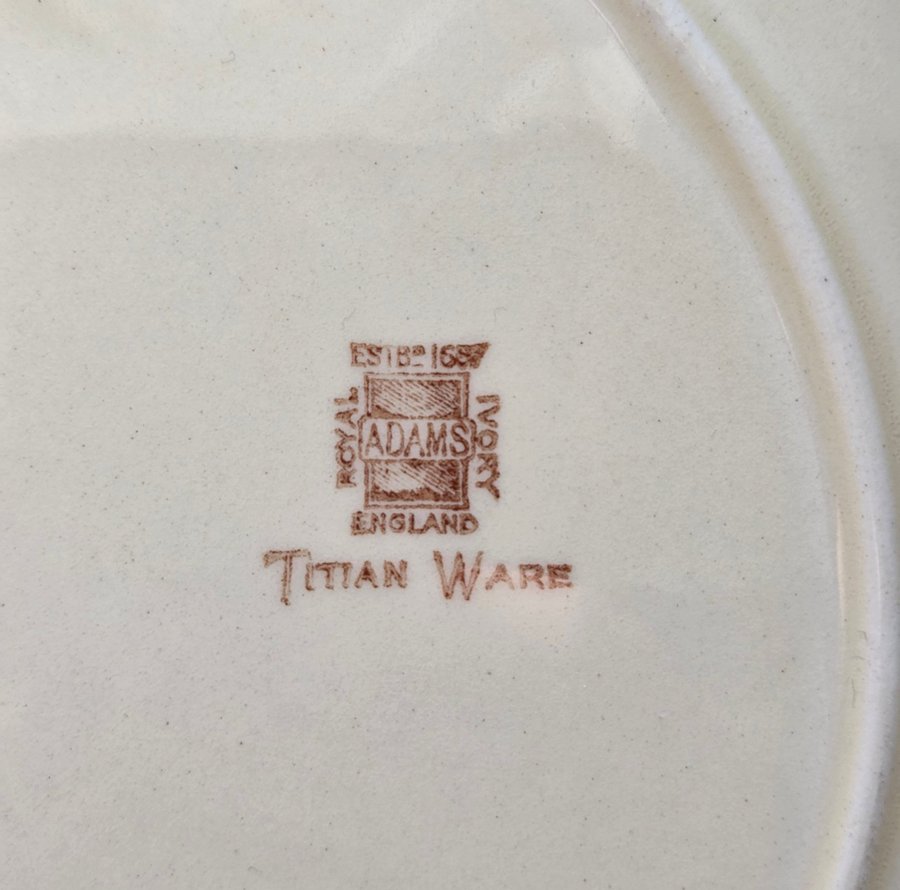 ESTBD 1657
ROYAL
ADAMS
IVORY
ENGLAND
TITIAN WARE